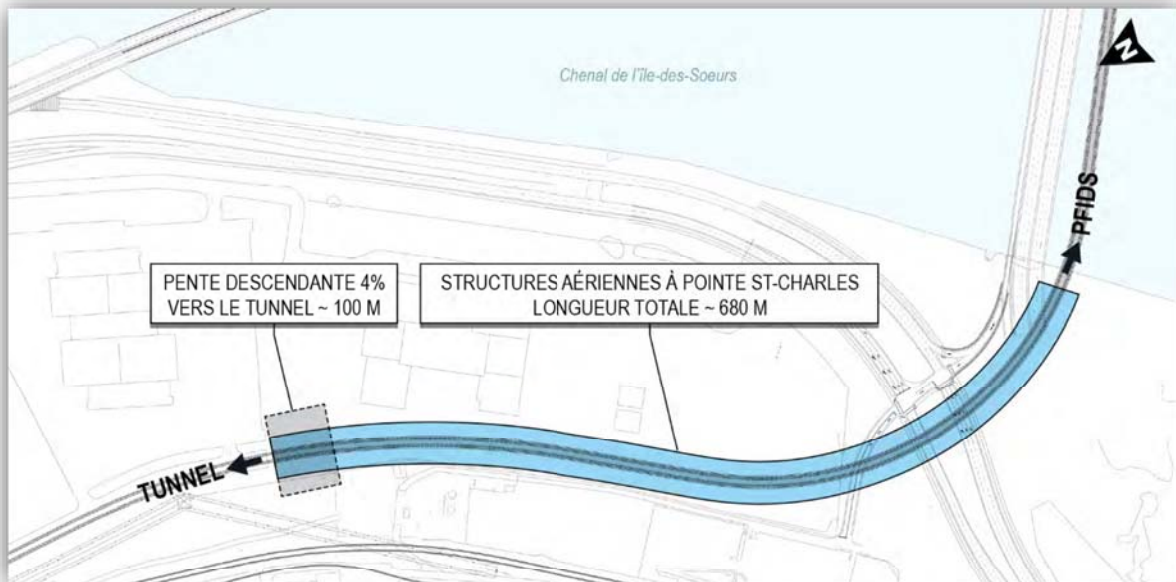 Chenal de l'île-des-Soeurs
N
PFIDS
PENTE DESCENDANTE 4%
VERS LE TUNNEL ~ 100 M
STRUCTURES AÉRIENNES À POINTE ST-CHARLES
LONGUEUR TOTALE ~ 680 M
TUNNEL